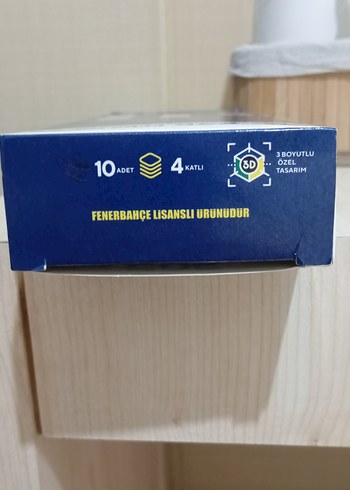 10 ADET 4 KATLI
3D
3 BOYUTLU
ÖZEL
TASARIM
FENERBAHÇE LİSANSLI ÜRÜNÜDÜR